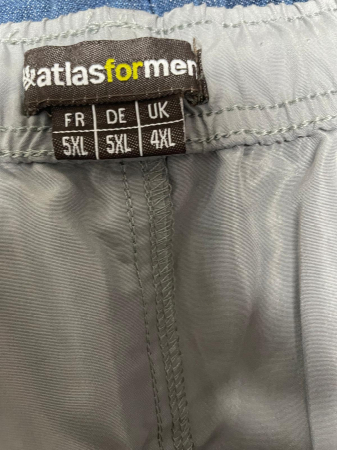 atlasformen
FR DE UK
5XL 5XL 4XL